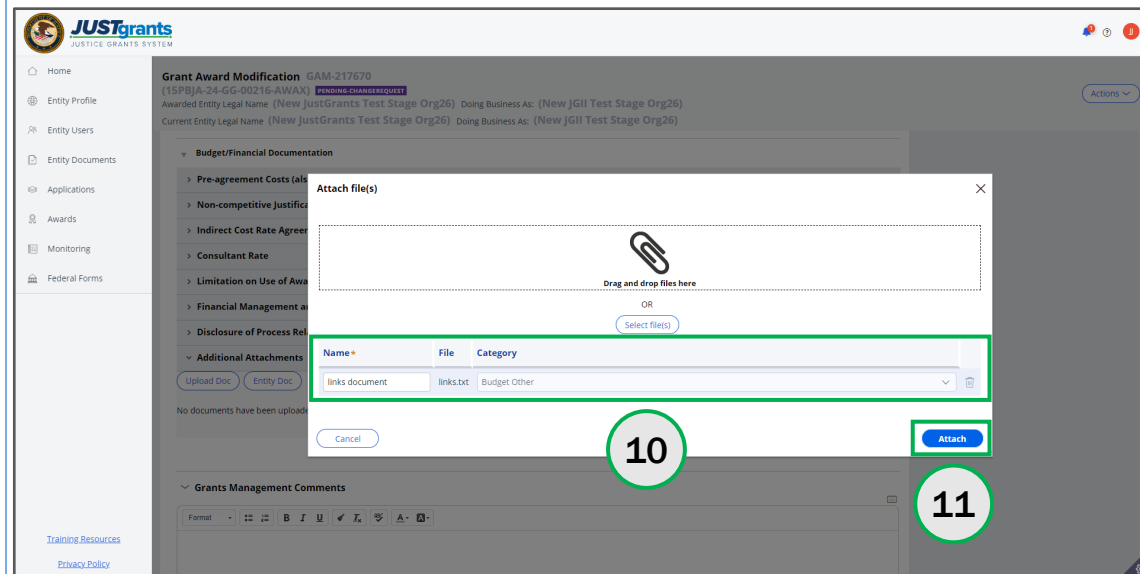 JUSTgrants
JUSTICE GRANTS SYSTEM
Home
Entity Profile
Entity Users
Entity Documents
Applications
Awards
Monitoring
Federal Forms
Training Resources
Privacy Policy
Grant Award Modification GAM-217670
(15PBJA-24-GG-00216-AWAX) PENDING-CHANGEREQUEST
Awarded Entity Legal Name (New JustGrants Test Stage Org26) Doing Business As: (New JGII Test Stage Org26)
Current Entity Legal Name (New JustGrants Test Stage Org26) Doing Business As: (New JGII Test Stage Org26)
Actions
Budget/Financial Documentation
Pre-agreement Costs (als
Non-competitive Justifica
Indirect Cost Rate Agreer
Consultant Rate
Limitation on Use of Awa
Financial Management a
Disclosure of Process Rel
Additional Attachments
Upload Doc Entity Doc
No documents have been uploade
Attach file(s)
Drag and drop files here
OR
Select file(s)
Name* File Category
links document links.txt Budget Other
Cancel
Attach
10
11
Grants Management Comments
Format B I U
JJ